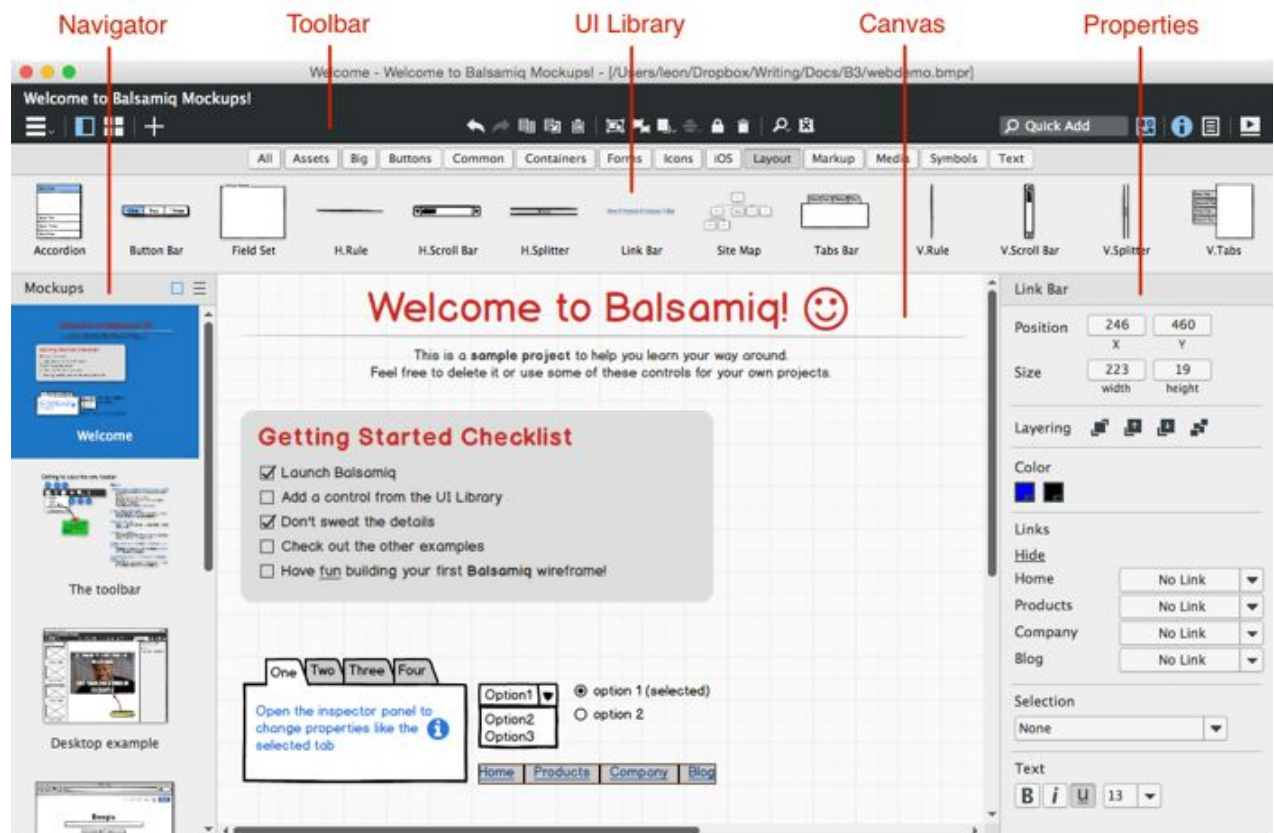 Navigator Toolbar UI Library Canvas Properties
Welcome - Welcome to Balsamiq Mockups! - [/Users/leon/Dropbox/Writing/Docs/B3/webdemo.bmpr]
Welcome to Balsamiq Mockups!
Quick Add
All Assets Big Buttons Common Containers Forms Icons iOS Layout Markup Media Symbols Text
Accordion Button Bar Field Set H.Rule H.Scroll Bar H.Splitter Link Bar Site Map Tabs Bar V.Rule V.Scroll Bar V.Splitter V.Tabs
Mockups
Welcome
The toolbar
Desktop example
Welcome to Balsamiq!
This is a sample project to help you learn your way around.
Feel free to delete it or use some of these controls for your own projects.
Getting Started Checklist
Launch Balsamiq
Add a control from the UI Library
Don't sweat the details
Check out the other examples
Have fun building your first Balsamiq wireframe!
One Two Three Four
Open the inspector panel to
change properties like the
selected tab
Option1
Option2
Option3
option 1 (selected)
option 2
Home Products Company Blog
Link Bar
Position 246 460
X Y
Size 223 19
width height
Layering
Color
Links
Hide
Home No Link
Products No Link
Company No Link
Blog No Link
Selection
None
Text
B i U 13